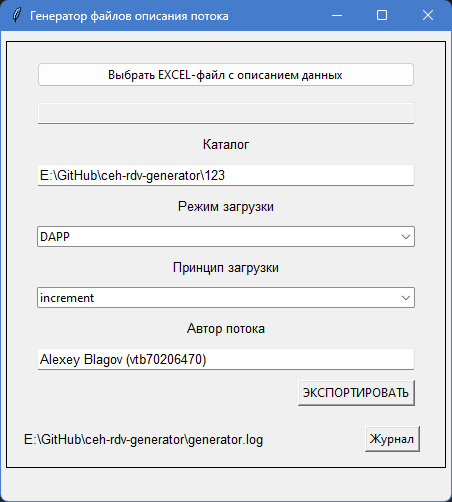 Генератор файлов описания потока
Выбрать EXCEL-файл с описанием данных
Каталог
E:\GitHub\ceh-rdv-generator\123
Режим загрузки
DAPP
Принцип загрузки
increment
Автор потока
Alexey Blagov (vtb70206470)
ЭКСПОРТИРОВАТЬ
E:\GitHub\ceh-rdv-generator\generator.log
Журнал